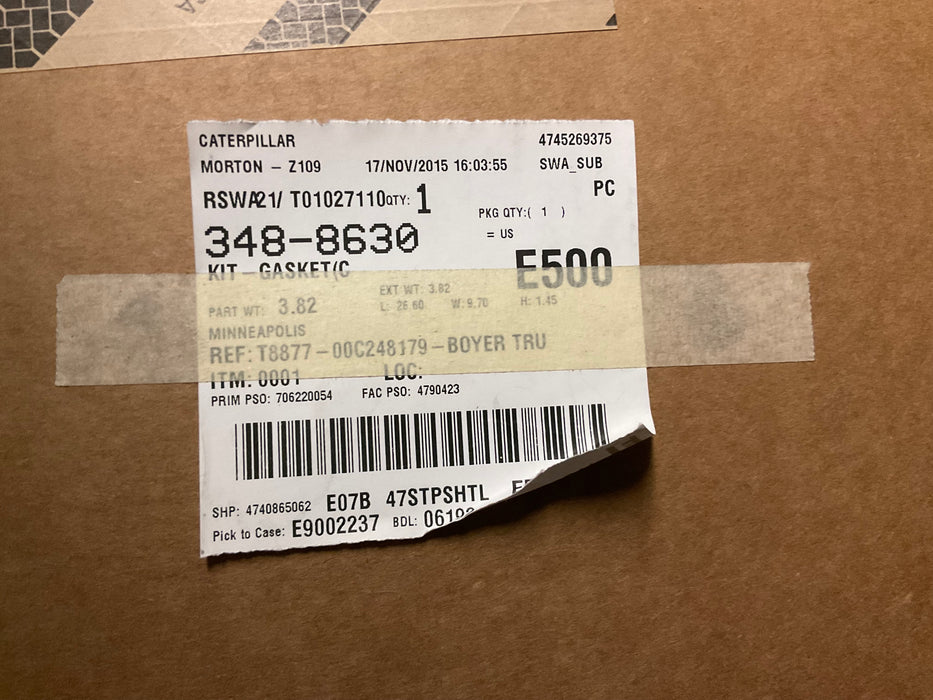 CATERPILLAR 4745269375
MORTON – Z109 17/NOV/2015 16:03:55 SWA_SUB
RSWA21/ T01027110 QTY: 1 PC
PKG QTY:( 1 )
348-8630 = US
KIT - GASKET(C E500
PART WT: 3.82 EXT WT: 3.82 L: 26.60 W: 9.70 H: 1.45
MINNEAPOLIS
REF: T8877-00C248179-BOYER TRU
ITM: 0001 LOC:
PRIM PSO: 706220054 FAC PSO: 4790423
SHP: 4740865062 E07B 47STPSHTL
Pick to Case: E9002237 BDL: